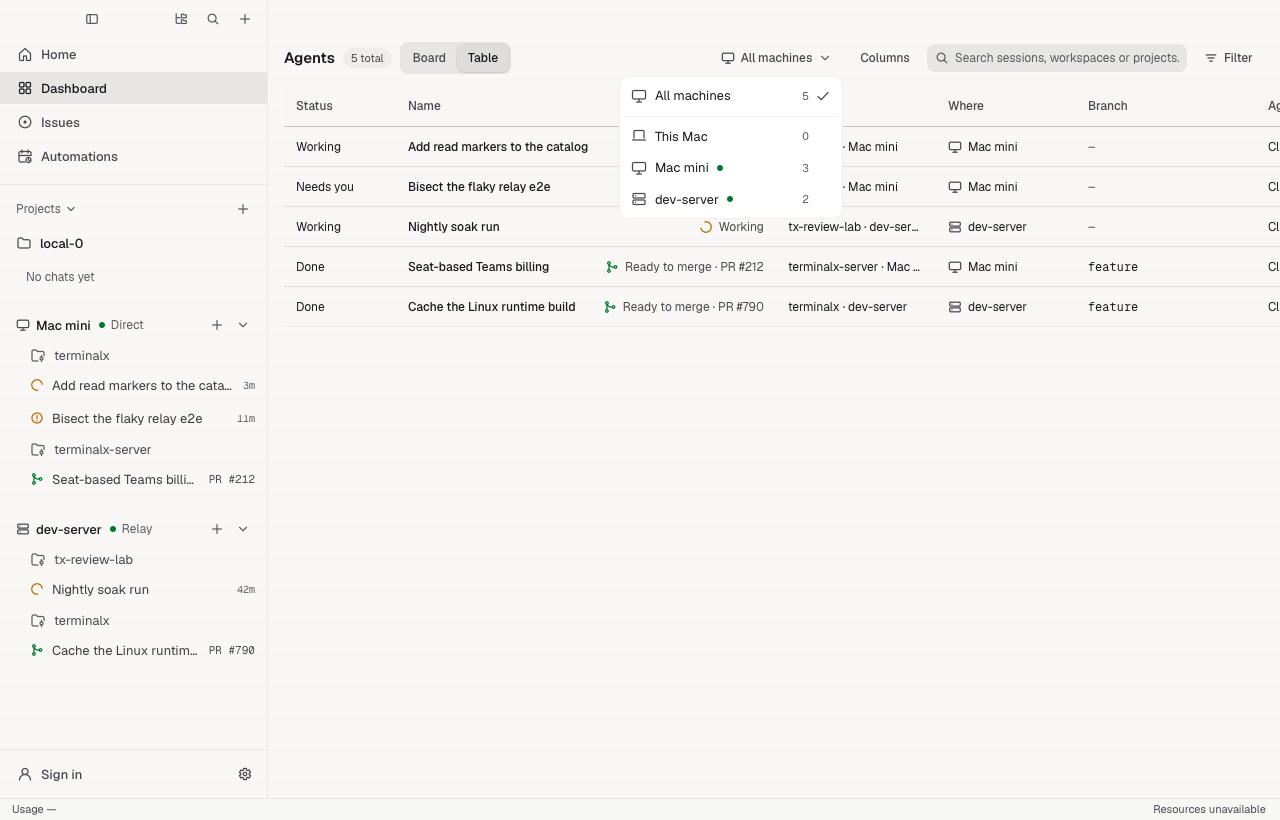 Home
Dashboard
Issues
Automations
Projects
local-0
No chats yet
Mac mini Direct
terminalx
Add read markers to the cata... 3m
Bisect the flaky relay e2e 11m
terminalx-server
Seat-based Teams billi... PR #212
dev-server Relay
tx-review-lab
Nightly soak run 42m
terminalx
Cache the Linux runtim... PR #790
Sign in
Usage —
Agents 5 total Board Table All machines Columns Search sessions, workspaces or projects. Filter
All machines 5
This Mac 0
Mac mini 3
dev-server 2
Status Name Where Branch Ag
Working Add read markers to the catalog · Mac mini Mac mini – Cl
Needs you Bisect the flaky relay e2e · Mac mini Mac mini – Cl
Working Nightly soak run Working tx-review-lab · dev-ser... dev-server – Cl
Done Seat-based Teams billing Ready to merge · PR #212 terminalx-server · Mac ... Mac mini feature Cl
Done Cache the Linux runtime build Ready to merge · PR #790 terminalx · dev-server dev-server feature Cl
Resources unavailable